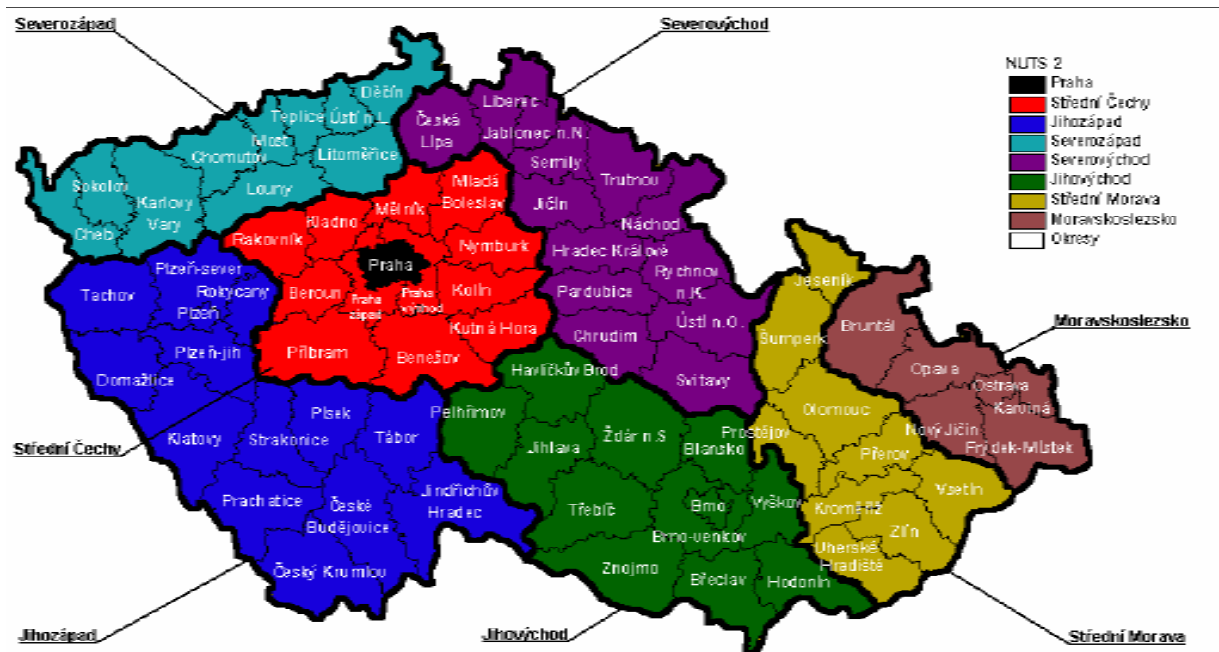 Severozápad
Severovýchod
NUTS 2
Praha
Střední Čechy
Jihozápad
Severozápad
Severovýchod
Jihovýchod
Střední Morava
Moravskoslezsko
Okresy
Děčín
Teplice
Ústí n.L.
Most
Chomutov
Litoměřice
Louny
Sokolov
Karlovy
Vary
Cheb
Česká
Lípa
Liberec
Jablonec n.N.
Semily
Trutnov
Jičín
Náchod
Hradec Králové
Rychnov
n.K.
Pardubice
Ústí n.O.
Chrudim
Svitavy
Mladá
Boleslav
Mělník
Kladno
Rakovník
Nymburk
Praha
Beroun
Praha
západ
Praha
východ
Kolín
Kutná Hora
Příbram
Benešov
Plzeň-sever
Tachov
Rokycany
Plzeň
Plzeň-jih
Domažlice
Klatovy
Písek
Strakonice
Tábor
Prachatice
České
Budějovice
Jindřichův
Hradec
Český Krumlov
Havlíčkův Brod
Pelhřimov
Jihlava
Žďár n.S
Blansko
Třebíč
Brno
Vyškov
Brno-venkov
Znojmo
Břeclav
Hodonín
Jeseník
Šumperk
Olomouc
Prostějov
Přerov
Kroměříž
Vsetín
Zlín
Uherské
Hradiště
Bruntál
Opava
Ostrava
Karviná
Nový Jičín
Frýdek-Místek
Moravskoslezsko
Střední Čechy
Jihozápad
Jihovýchod
Střední Morava